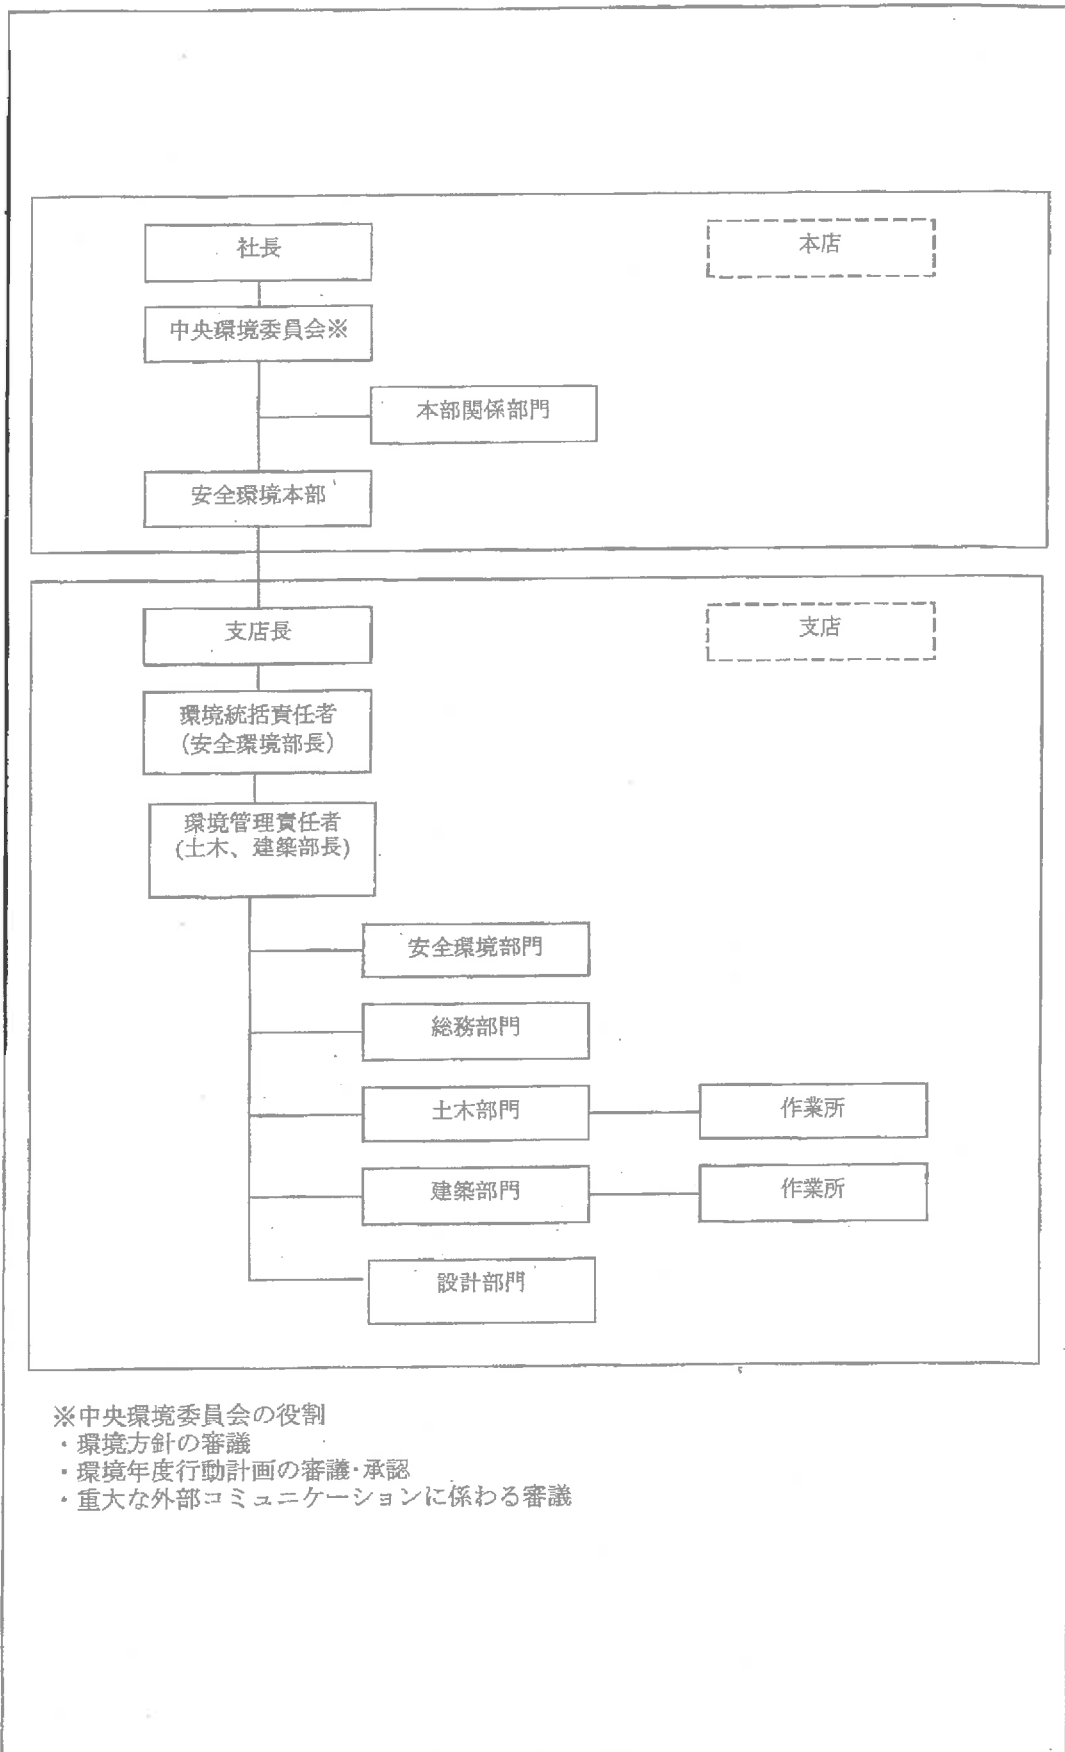 社長
本店
中央環境委員会※
本部関係部門
安全環境本部
支店長
支店
環境統括責任者
（安全環境部長）
環境管理責任者
(土木、建築部長)
安全環境部門
総務部門
土木部門
作業所
建築部門
作業所
設計部門
※中央環境委員会の役割
・環境方針の審議
・環境年度行動計画の審議・承認
・重大な外部コミュニケーションに係わる審議